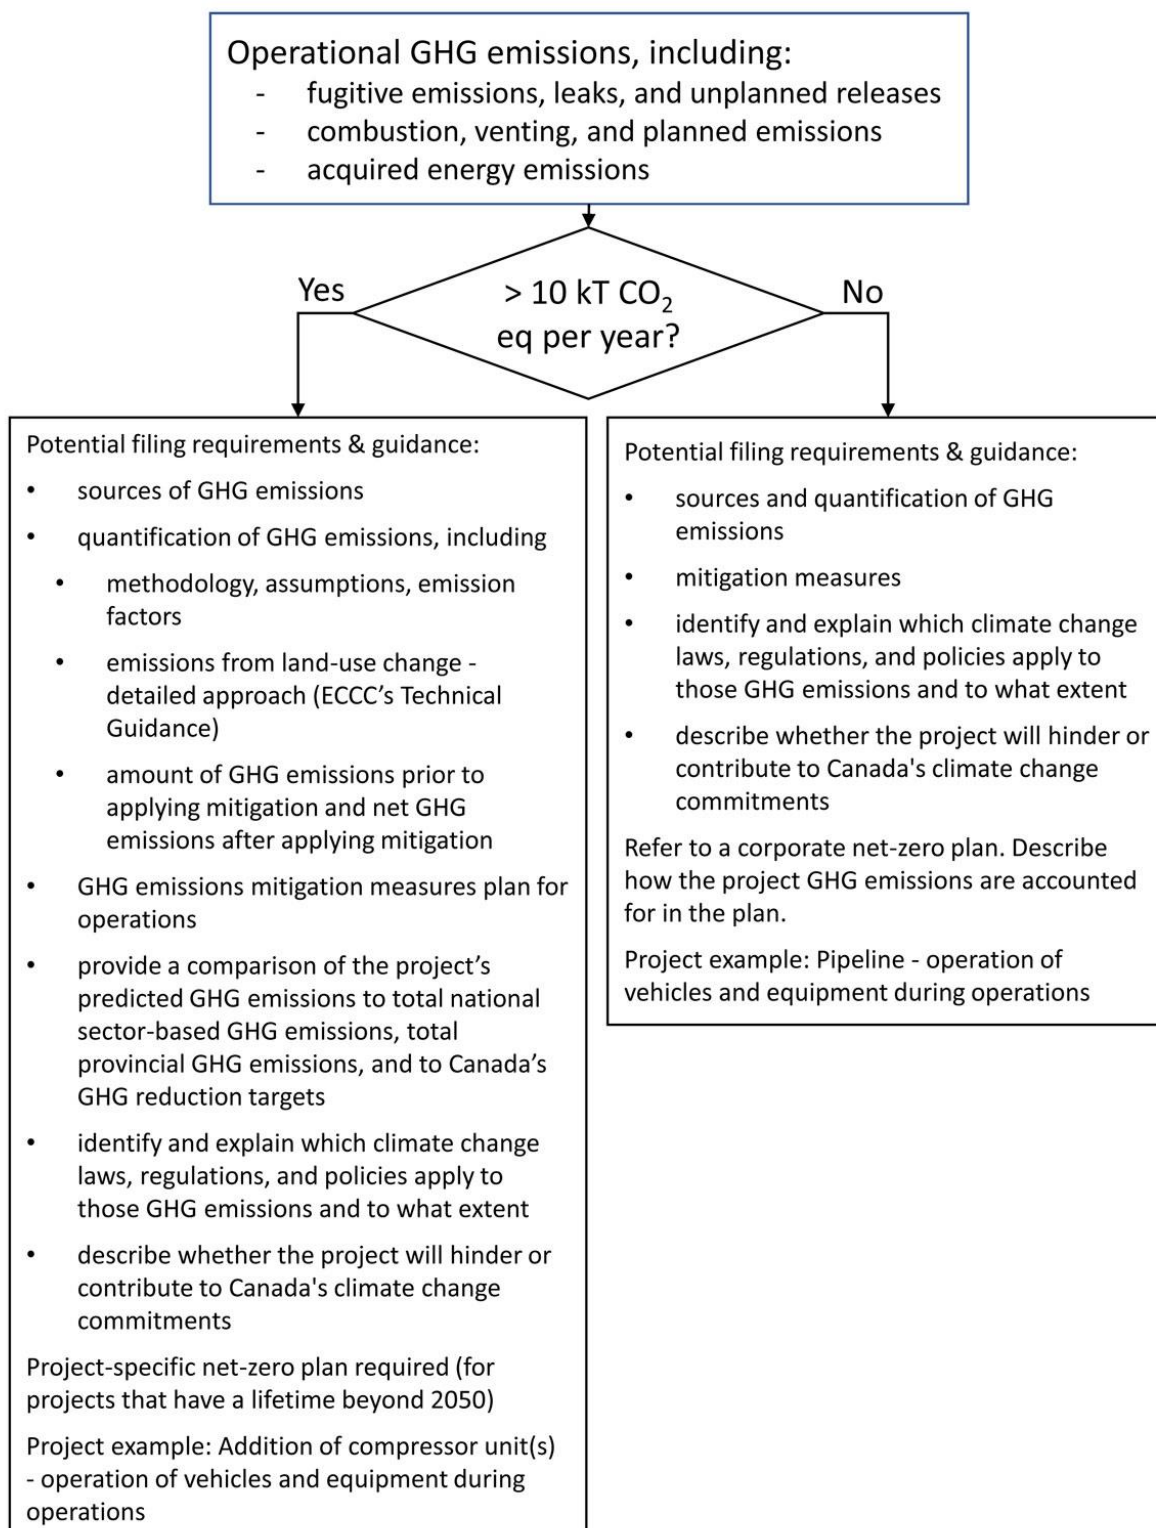 Operational GHG emissions, including:
- fugitive emissions, leaks, and unplanned releases
- combustion, venting, and planned emissions
- acquired energy emissions
Yes
> 10 kT CO₂
eq per year?
No
Potential filing requirements & guidance:
• sources of GHG emissions
• quantification of GHG emissions, including
• methodology, assumptions, emission
factors
• emissions from land-use change -
detailed approach (ECCC’s Technical
Guidance)
• amount of GHG emissions prior to
applying mitigation and net GHG
emissions after applying mitigation
• GHG emissions mitigation measures plan for
operations
• provide a comparison of the project’s
predicted GHG emissions to total national
sector-based GHG emissions, total
provincial GHG emissions, and to Canada’s
GHG reduction targets
• identify and explain which climate change
laws, regulations, and policies apply to
those GHG emissions and to what extent
• describe whether the project will hinder or
contribute to Canada's climate change
commitments
Project-specific net-zero plan required (for
projects that have a lifetime beyond 2050)
Project example: Addition of compressor unit(s)
- operation of vehicles and equipment during
operations
Potential filing requirements & guidance:
• sources and quantification of GHG
emissions
• mitigation measures
• identify and explain which climate change
laws, regulations, and policies apply to
those GHG emissions and to what extent
• describe whether the project will hinder or
contribute to Canada's climate change
commitments
Refer to a corporate net-zero plan. Describe
how the project GHG emissions are accounted
for in the plan.
Project example: Pipeline - operation of
vehicles and equipment during operations